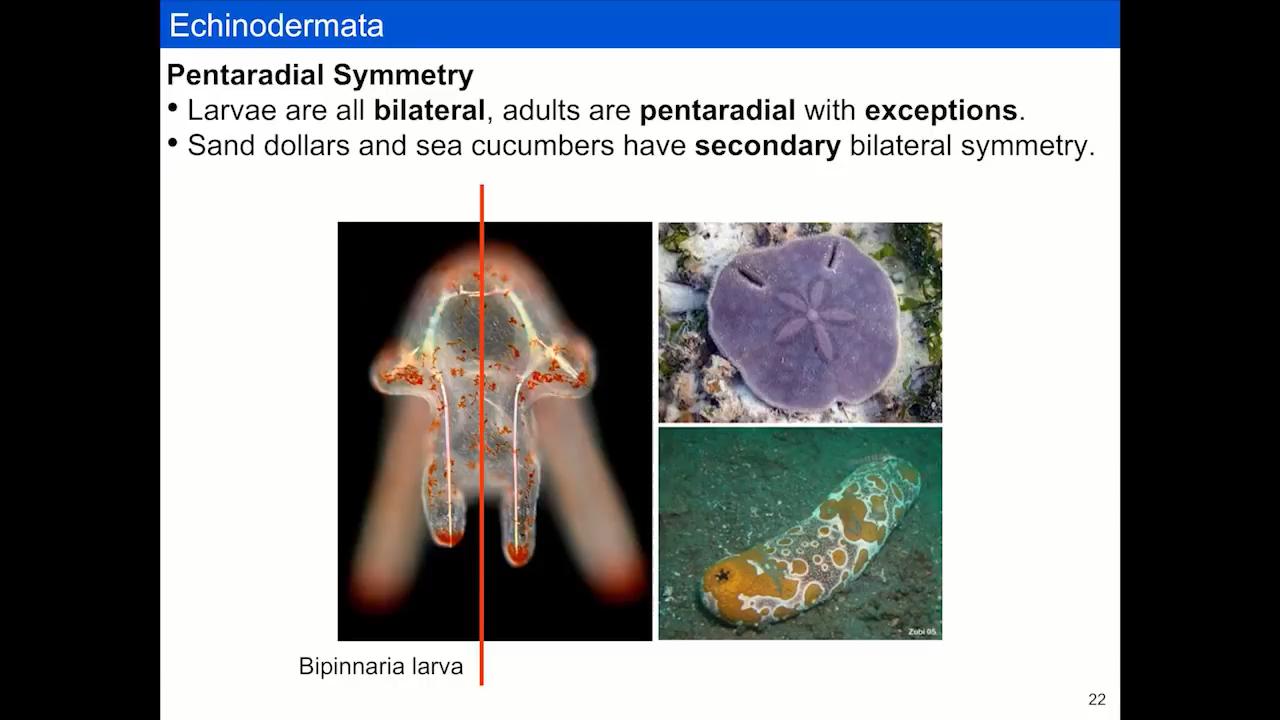 Echinodermata
Pentaradial Symmetry
• Larvae are all bilateral, adults are pentaradial with exceptions.
• Sand dollars and sea cucumbers have secondary bilateral symmetry.
Zubi 05
Bipinnaria larva
22